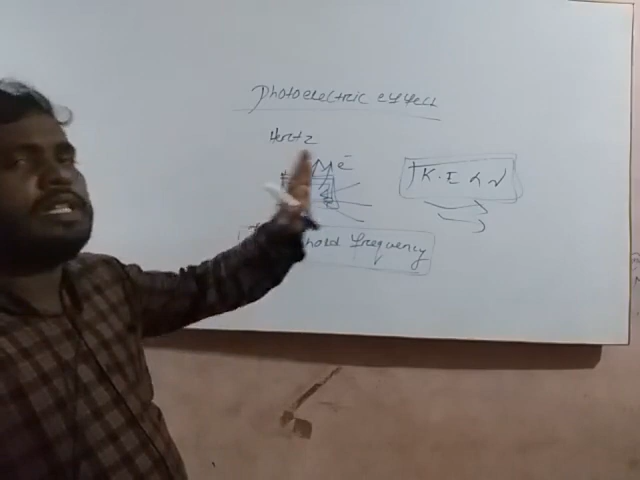 Photoelectric effect
Hertz
e-
K.E ∝ ν
hold frequency